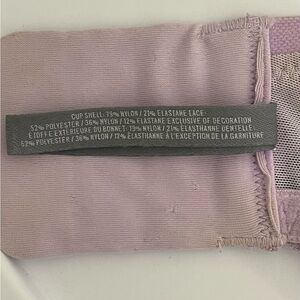 CUP SHELL: 79% NYLON / 21% ELASTANE LACE:
52% POLYESTER / 36% NYLON / 12% ELASTANE EXCLUSIVE OF DECORATION
ÉTOFFE EXTÉRIEURE DU BONNET: 79% NYLON / 21% ÉLASTHANNE DENTELLE:
52% POLYESTER / 36% NYLON / 12% ÉLASTHANNE À L'EXCEPTION DE LA GARNITURE